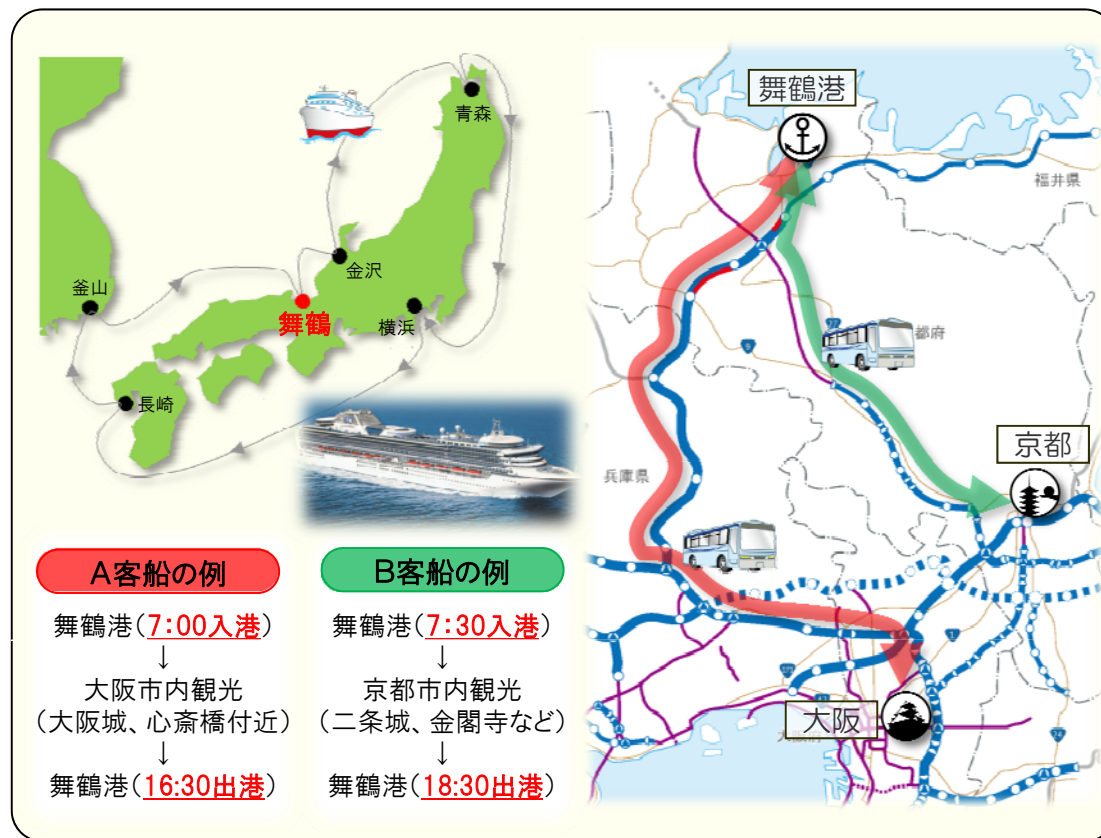 青森
金沢
釜山
舞鶴
横浜
長崎
A客船の例
舞鶴港(7:00入港)
↓
大阪市内観光
(大阪城、心斎橋付近)
↓
舞鶴港(16:30出港)
B客船の例
舞鶴港(7:30入港)
↓
京都市内観光
(二条城、金閣寺など)
↓
舞鶴港(18:30出港)
舞鶴港
福井県
都府
9
京都
兵庫県
1
大阪